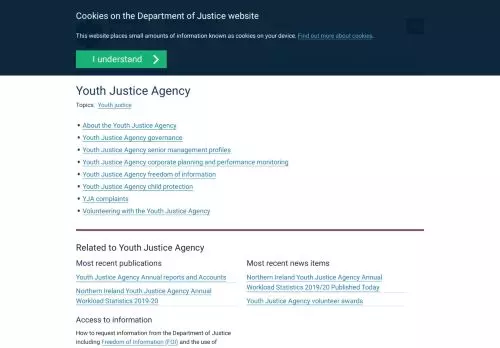 Cookies on the Department of Justice website
This website places small amounts of information known as cookies on your device. Find out more about cookies.
I understand
Youth Justice Agency
Topics: Youth justice
• About the Youth Justice Agency
• Youth Justice Agency governance
• Youth Justice Agency senior management profiles
• Youth Justice Agency corporate planning and performance monitoring
• Youth Justice Agency freedom of information
• Youth Justice Agency child protection
• YJA complaints
• Volunteering with the Youth Justice Agency
Related to Youth Justice Agency
Most recent publications
Youth Justice Agency Annual reports and Accounts
Northern Ireland Youth Justice Agency Annual
Workload Statistics 2019-20
Most recent news items
Northern Ireland Youth Justice Agency Annual
Workload Statistics 2019/20 Published Today
Youth Justice Agency volunteer awards
Access to information
How to request information from the Department of Justice
including Freedom of Information (FOI) and the use of